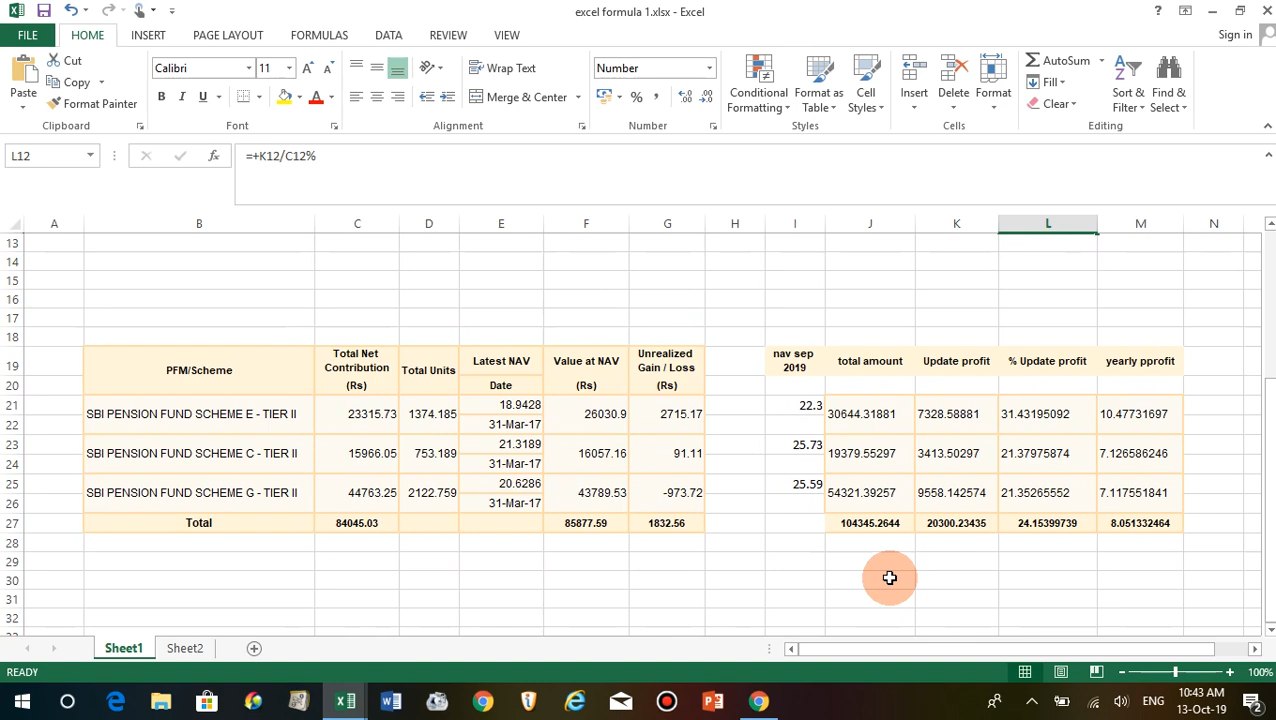 excel formula 1.xlsx - Excel
Sign in
FILE HOME INSERT PAGE LAYOUT FORMULAS DATA REVIEW VIEW
Paste
Cut
Copy
Format Painter
Clipboard
Calibri 11
B I U
Font
Wrap Text
Merge & Center
Alignment
Number
Number
Conditional Formatting
Format as Table
Cell Styles
Styles
Insert Delete Format
Cells
AutoSum
Fill
Clear
Sort & Filter
Find & Select
Editing
L12 =+K12/C12%
A B C D E F G H I J K L M N
13
14
15
16
17
18
19 PFM/Scheme Total Net Contribution Total Units Latest NAV Value at NAV Unrealized Gain / Loss nav sep 2019 total amount Update profit % Update profit yearly pprofit
20 (Rs) Date (Rs) (Rs)
21 SBI PENSION FUND SCHEME E - TIER II 23315.73 1374.185 18.9428 26030.9 2715.17 22.3 30644.31881 7328.58881 31.43195092 10.47731697
22 31-Mar-17
23 SBI PENSION FUND SCHEME C - TIER II 15966.05 753.189 21.3189 16057.16 91.11 25.73 19379.55297 3413.50297 21.37975874 7.126586246
24 31-Mar-17
25 SBI PENSION FUND SCHEME G - TIER II 44763.25 2122.759 20.6286 43789.53 -973.72 25.59 54321.39257 9558.142574 21.35265552 7.117551841
26 31-Mar-17
27 Total 84045.03 85877.59 1832.56 104345.2644 20300.23435 24.15399739 8.051332464
28
29
30
31
32
Sheet1 Sheet2
READY 100%
ENG 10:43 AM
13-Oct-19
2